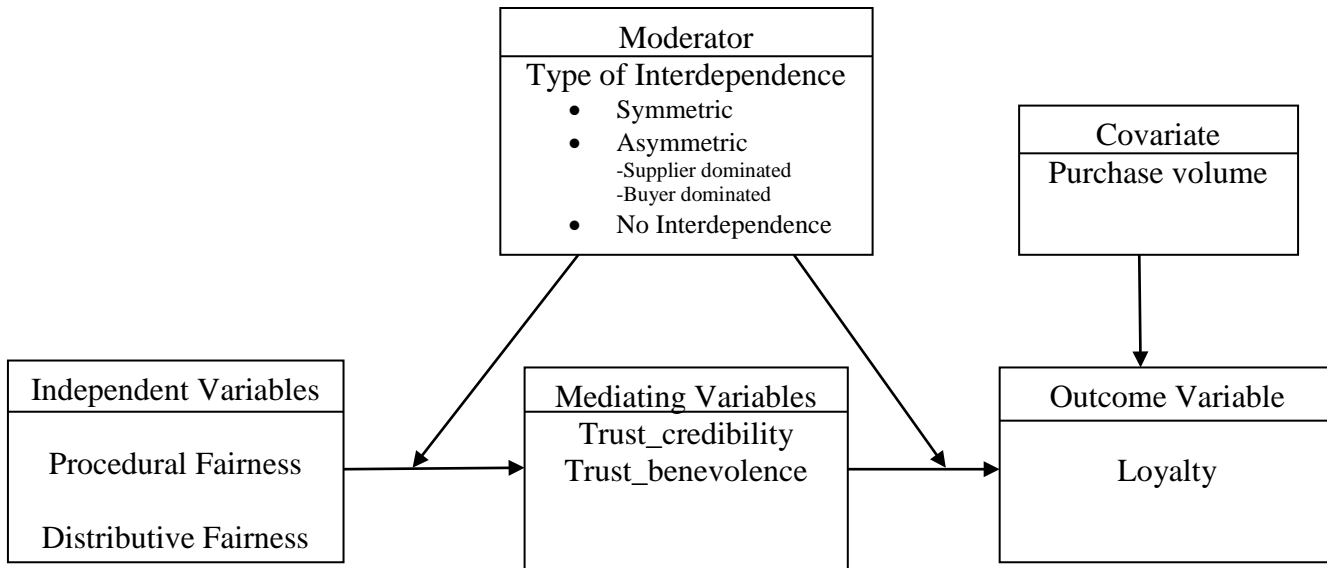 Moderator
Type of Interdependence
• Symmetric
• Asymmetric
-Supplier dominated
-Buyer dominated
• No Interdependence
Covariate
Purchase volume
Independent Variables
Procedural Fairness
Distributive Fairness
Mediating Variables
Trust_credibility
Trust_benevolence
Outcome Variable
Loyalty